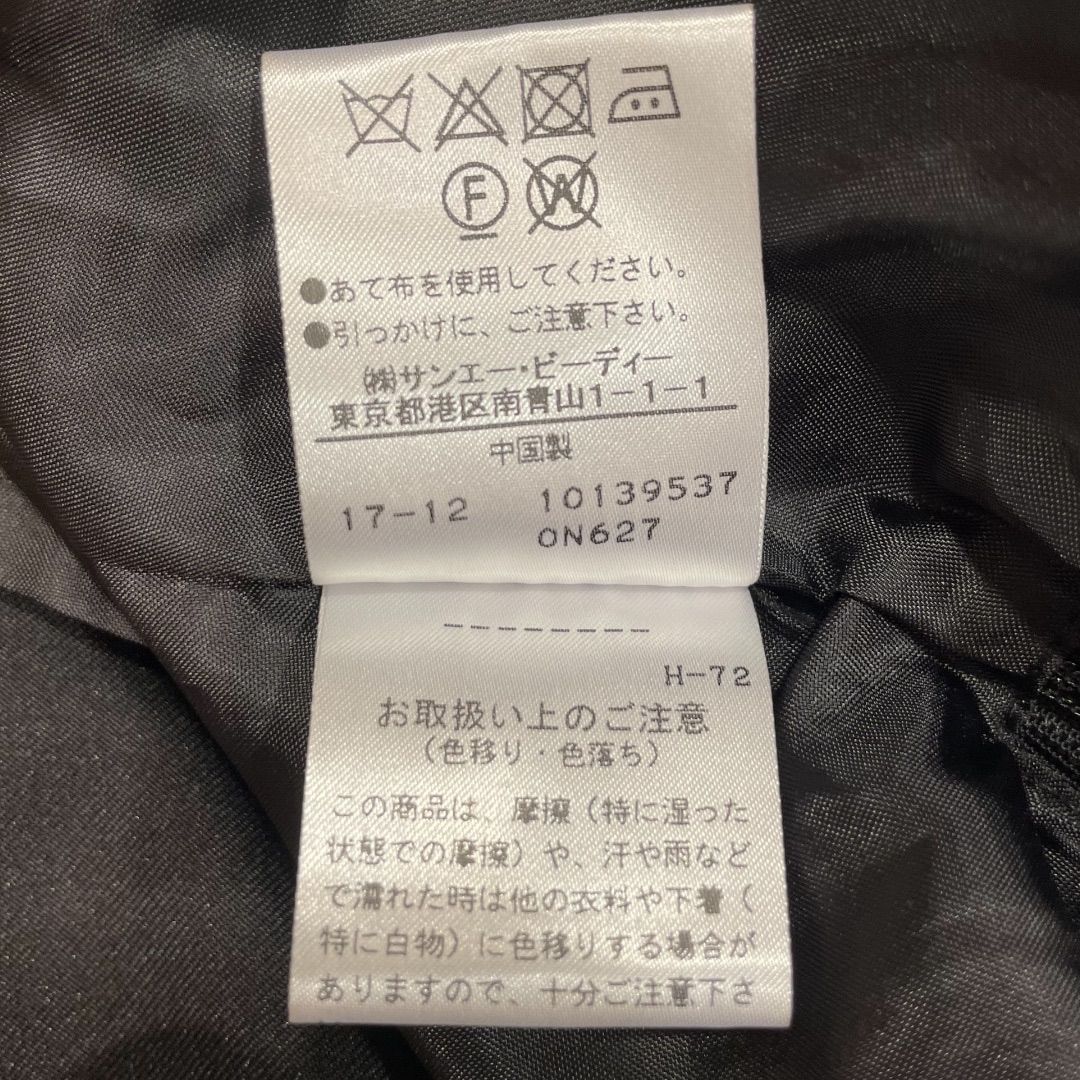 F W
●あて布を使用してください。
●引っかけに、ご注意下さい。
㈱サンエー・ビーディー
東京都港区南青山1-1-1
中国製
17-12 10139537
0N627
--------
H-72
お取扱い上のご注意
(色移り・色落ち)
この商品は、摩擦(特に湿った
状態での摩擦)や、汗や雨など
で濡れた時は他の衣料や下着(
特に白物)に色移りする場合が
ありますので、十分ご注意下さ